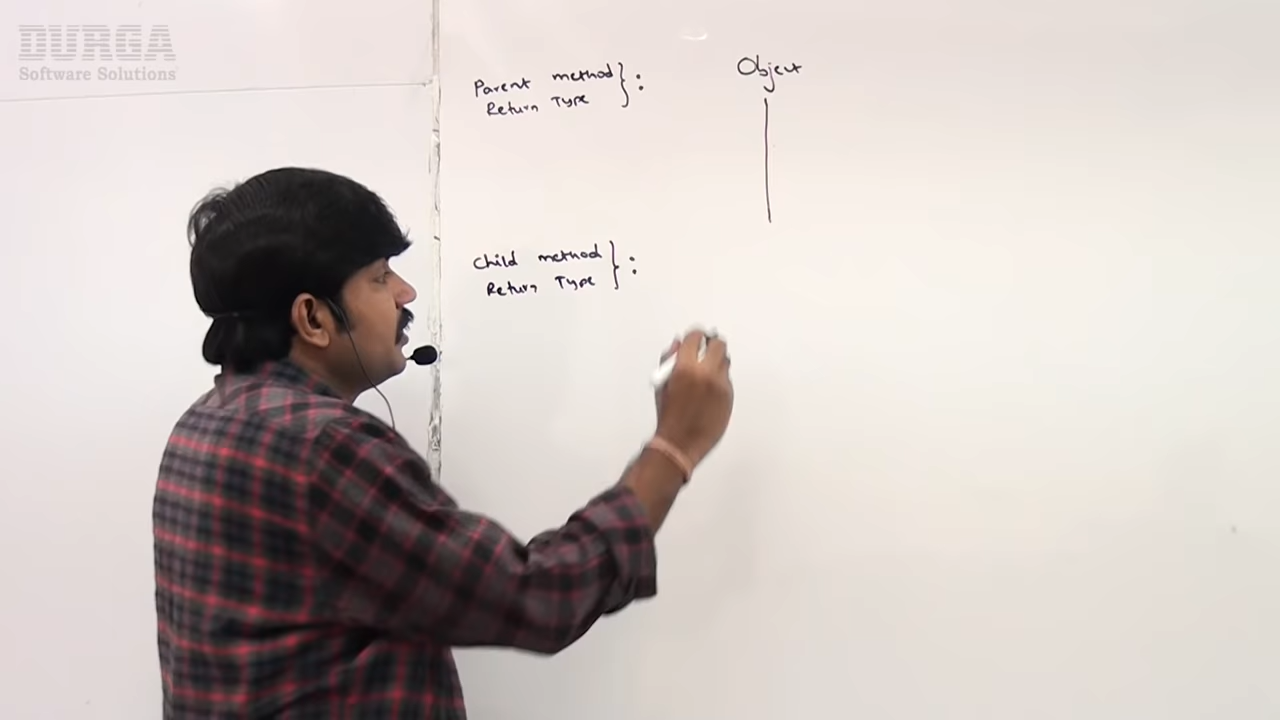 DURGA
Software Solutions
Parent method
Return Type } :
Object
Child method
Return Type } :